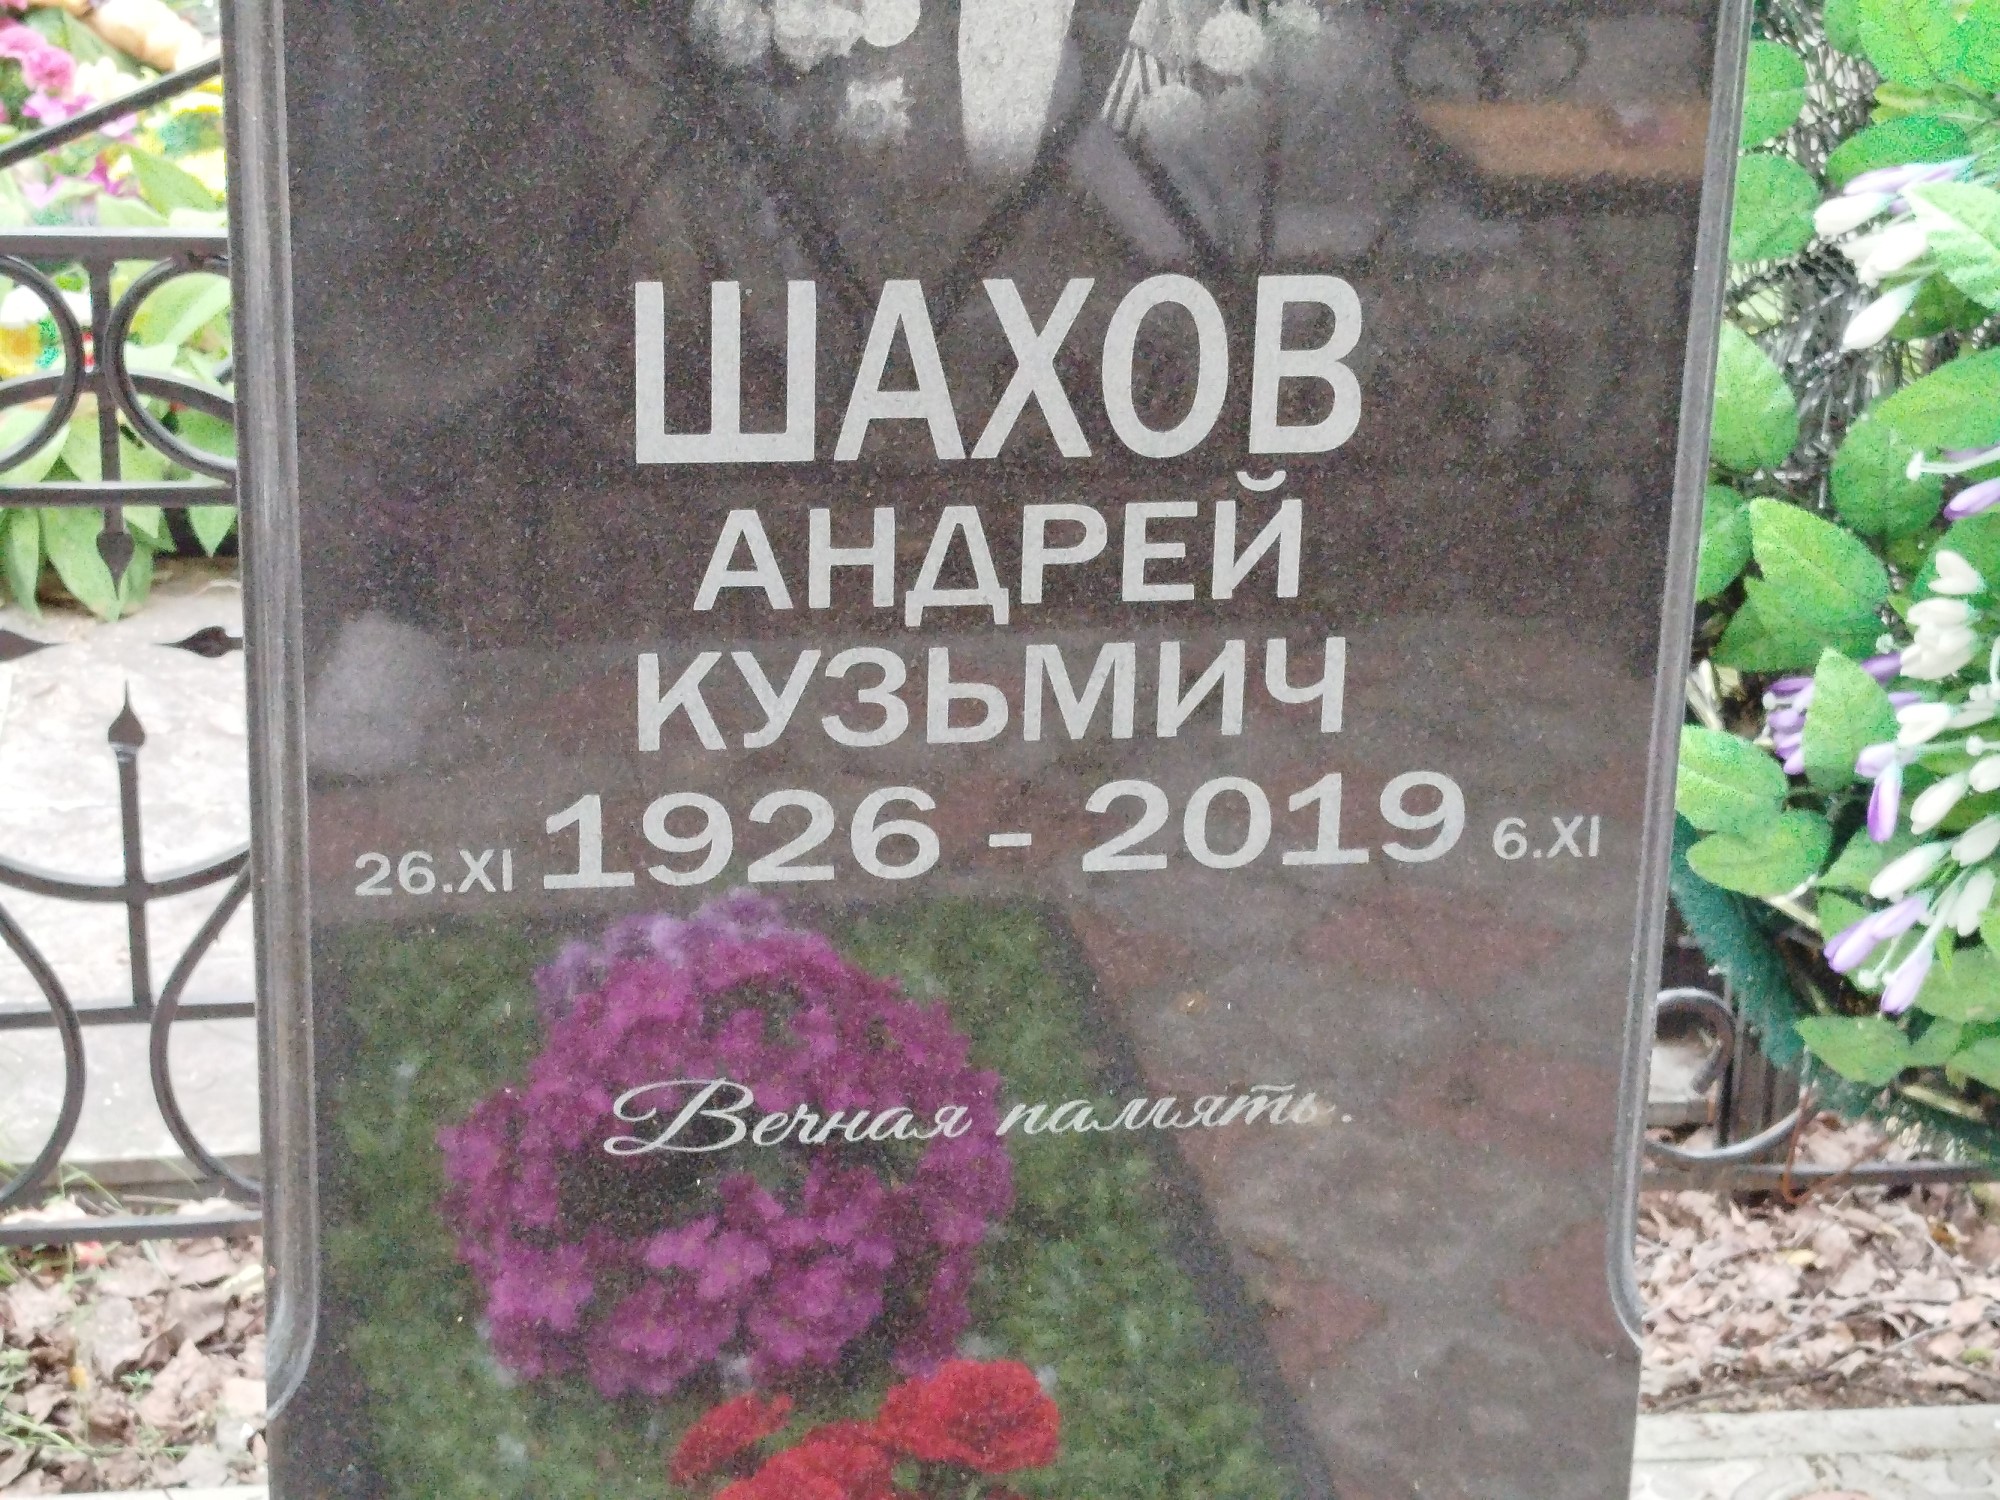 ШАХОВ
АНДРЕЙ
КУЗЬМИЧ
26.XI 1926 - 2019 6.XI
Вечная память.